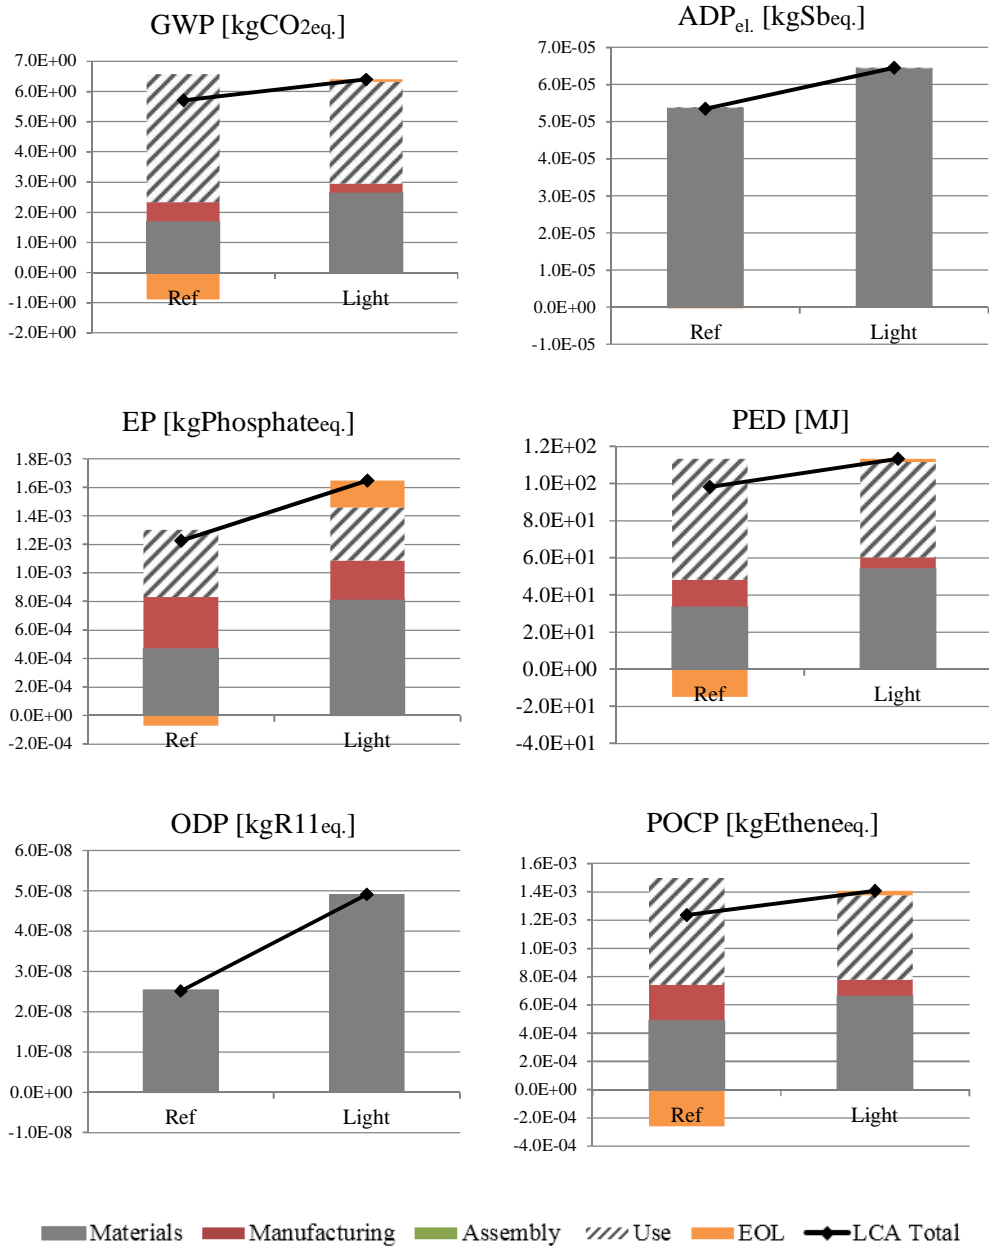 GWP [kgCO2eq.]
7.0E+00
6.0E+00
5.0E+00
4.0E+00
3.0E+00
2.0E+00
1.0E+00
0.0E+00
-1.0E+00
-2.0E+00
Ref
Light
ADPel. [kgSbeq.]
7.0E-05
6.0E-05
5.0E-05
4.0E-05
3.0E-05
2.0E-05
1.0E-05
0.0E+00
-1.0E-05
Ref
Light
EP [kgPhosphateeq.]
1.8E-03
1.6E-03
1.4E-03
1.2E-03
1.0E-03
8.0E-04
6.0E-04
4.0E-04
2.0E-04
0.0E+00
-2.0E-04
Ref
Light
PED [MJ]
1.2E+02
1.0E+02
8.0E+01
6.0E+01
4.0E+01
2.0E+01
0.0E+00
-2.0E+01
-4.0E+01
Ref
Light
ODP [kgR11eq.]
6.0E-08
5.0E-08
4.0E-08
3.0E-08
2.0E-08
1.0E-08
0.0E+00
-1.0E-08
Ref
Light
POCP [kgEtheneeq.]
1.6E-03
1.4E-03
1.2E-03
1.0E-03
8.0E-04
6.0E-04
4.0E-04
2.0E-04
0.0E+00
-2.0E-04
-4.0E-04
Ref
Light
Materials Manufacturing Assembly Use EOL LCA Total